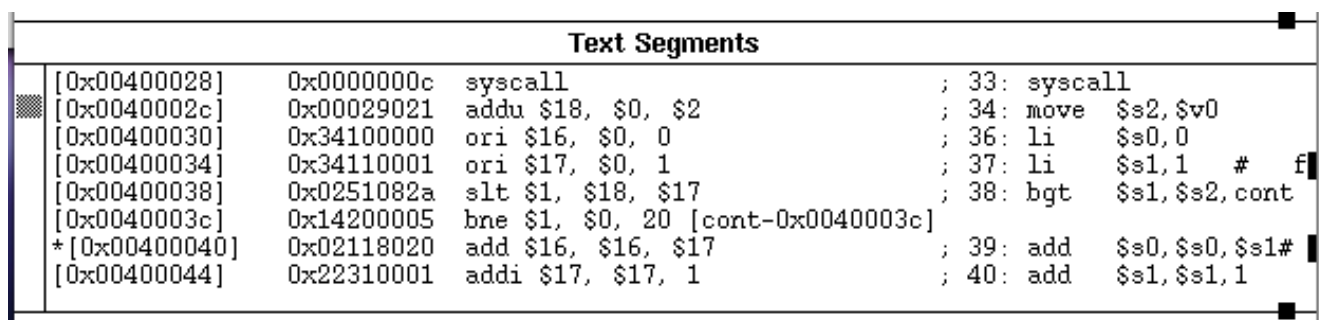 Text Segments
[0x00400028] 0x0000000c syscall ; 33: syscall
[0x0040002c] 0x00029021 addu $18, $0, $2 ; 34: move $s2,$v0
[0x00400030] 0x34100000 ori $16, $0, 0 ; 36: li $s0,0
[0x00400034] 0x34110001 ori $17, $0, 1 ; 37: li $s1,1 # f
[0x00400038] 0x0251082a slt $1, $18, $17 ; 38: bgt $s1,$s2,cont
[0x0040003c] 0x14200005 bne $1, $0, 20 [cont-0x0040003c]
*[0x00400040] 0x02118020 add $16, $16, $17 ; 39: add $s0,$s0,$s1#
[0x00400044] 0x22310001 addi $17, $17, 1 ; 40: add $s1,$s1,1